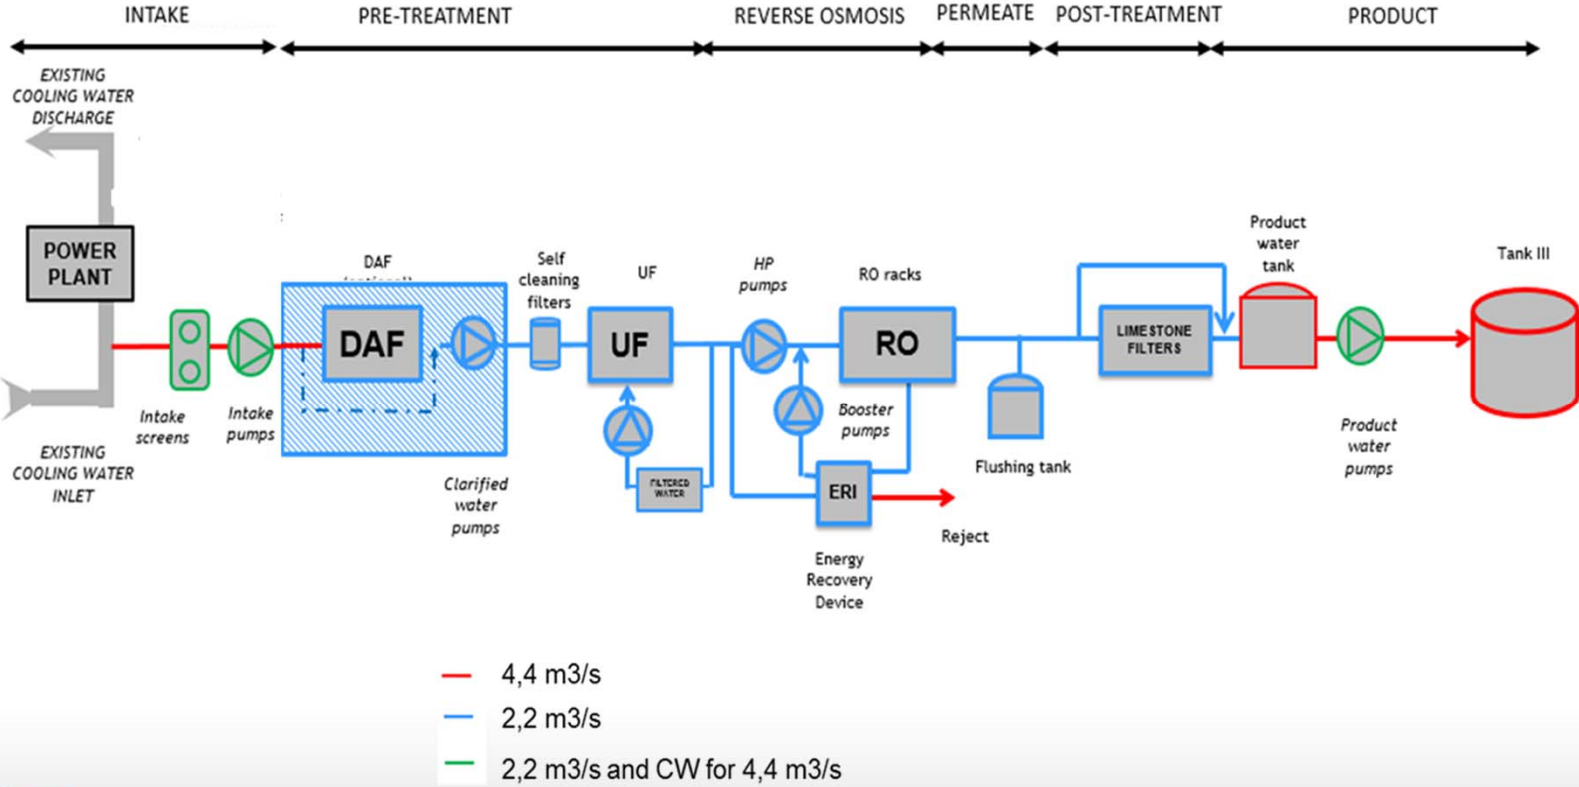 INTAKE
PRE-TREATMENT
REVERSE OSMOSIS
PERMEATE
POST-TREATMENT
PRODUCT
EXISTING
COOLING WATER
DISCHARGE
POWER
PLANT
EXISTING
COOLING WATER
INLET
Intake
screens
Intake
pumps
DAF
DAF
Clarified
water
pumps
Self
cleaning
filters
UF
UF
FILTERED
WATER
HP
pumps
RO racks
RO
Booster
pumps
ERI
Energy
Recovery
Device
Reject
Flushing tank
LIMESTONE
FILTERS
Product
water
tank
Product
water
pumps
Tank III
4,4 m3/s
2,2 m3/s
2,2 m3/s and CW for 4,4 m3/s